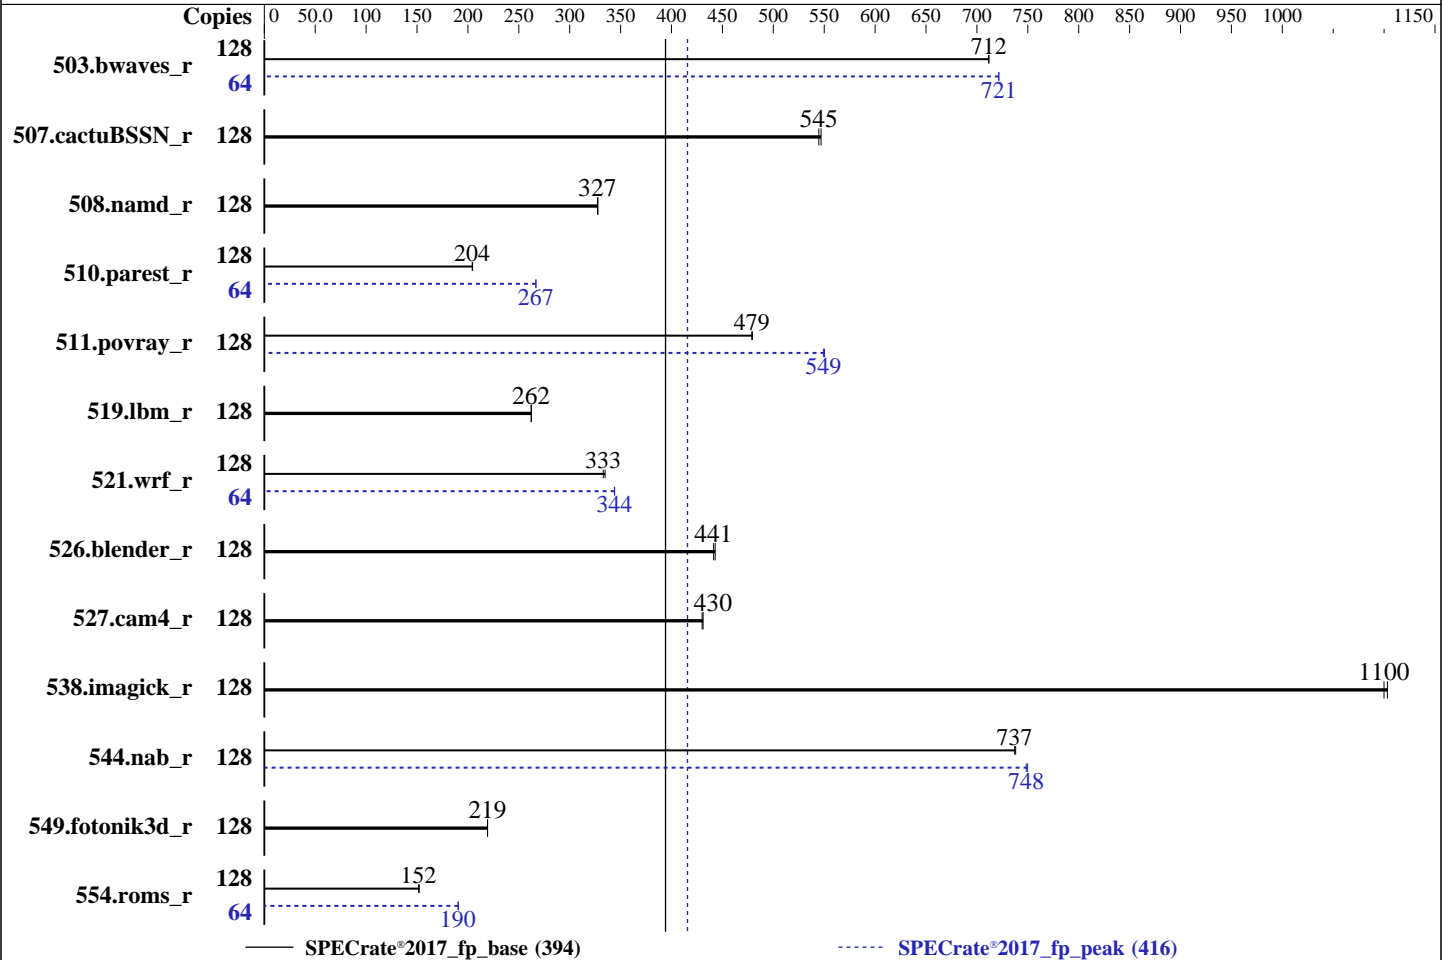 Copies 0 50.0 100 150 200 250 300 350 400 450 500 550 600 650 700 750 800 850 900 950 1000 1150
503.bwaves_r 128 712
64 721
507.cactuBSSN_r 128 545
508.namd_r 128 327
510.parest_r 128 204
64 267
511.povray_r 128 479
549
519.lbm_r 128 262
521.wrf_r 128 333
64 344
526.blender_r 128 441
527.cam4_r 128 430
538.imagick_r 128 1100
544.nab_r 128 737
748
549.fotonik3d_r 128 219
554.roms_r 128 152
64 190
SPECrate®2017_fp_base (394) SPECrate®2017_fp_peak (416)